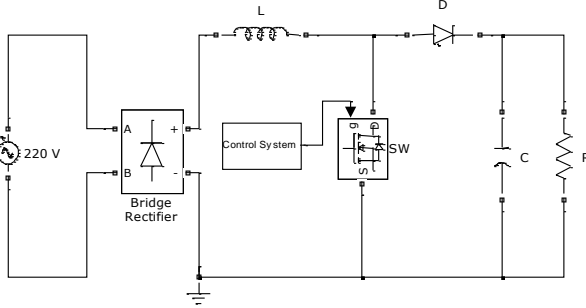 D
L
A
+
g
D
220 V
Control System
SW
B
-
S
C
R
Bridge
Rectifier